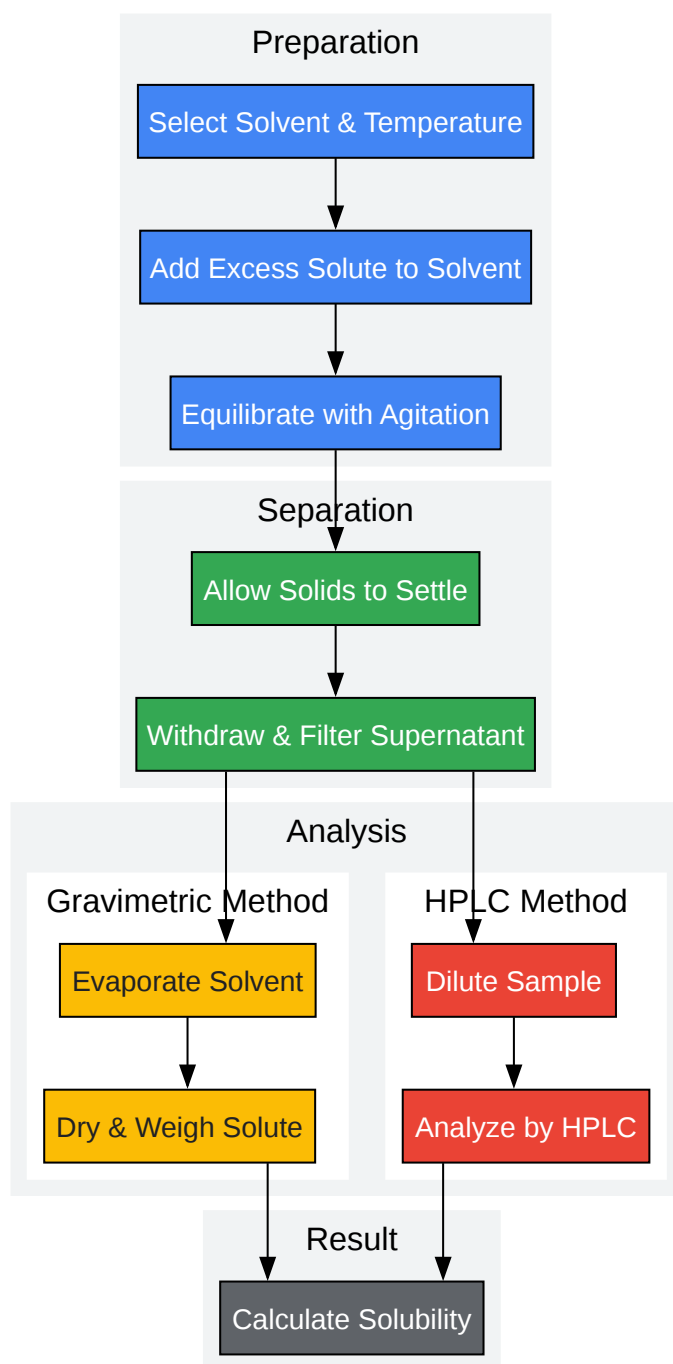 Preparation
Select Solvent & Temperature
Add Excess Solute to Solvent
Equilibrate with Agitation
Separation
Allow Solids to Settle
Withdraw & Filter Supernatant
Analysis
Gravimetric Method
Evaporate Solvent
Dry & Weigh Solute
HPLC Method
Dilute Sample
Analyze by HPLC
Result
Calculate Solubility